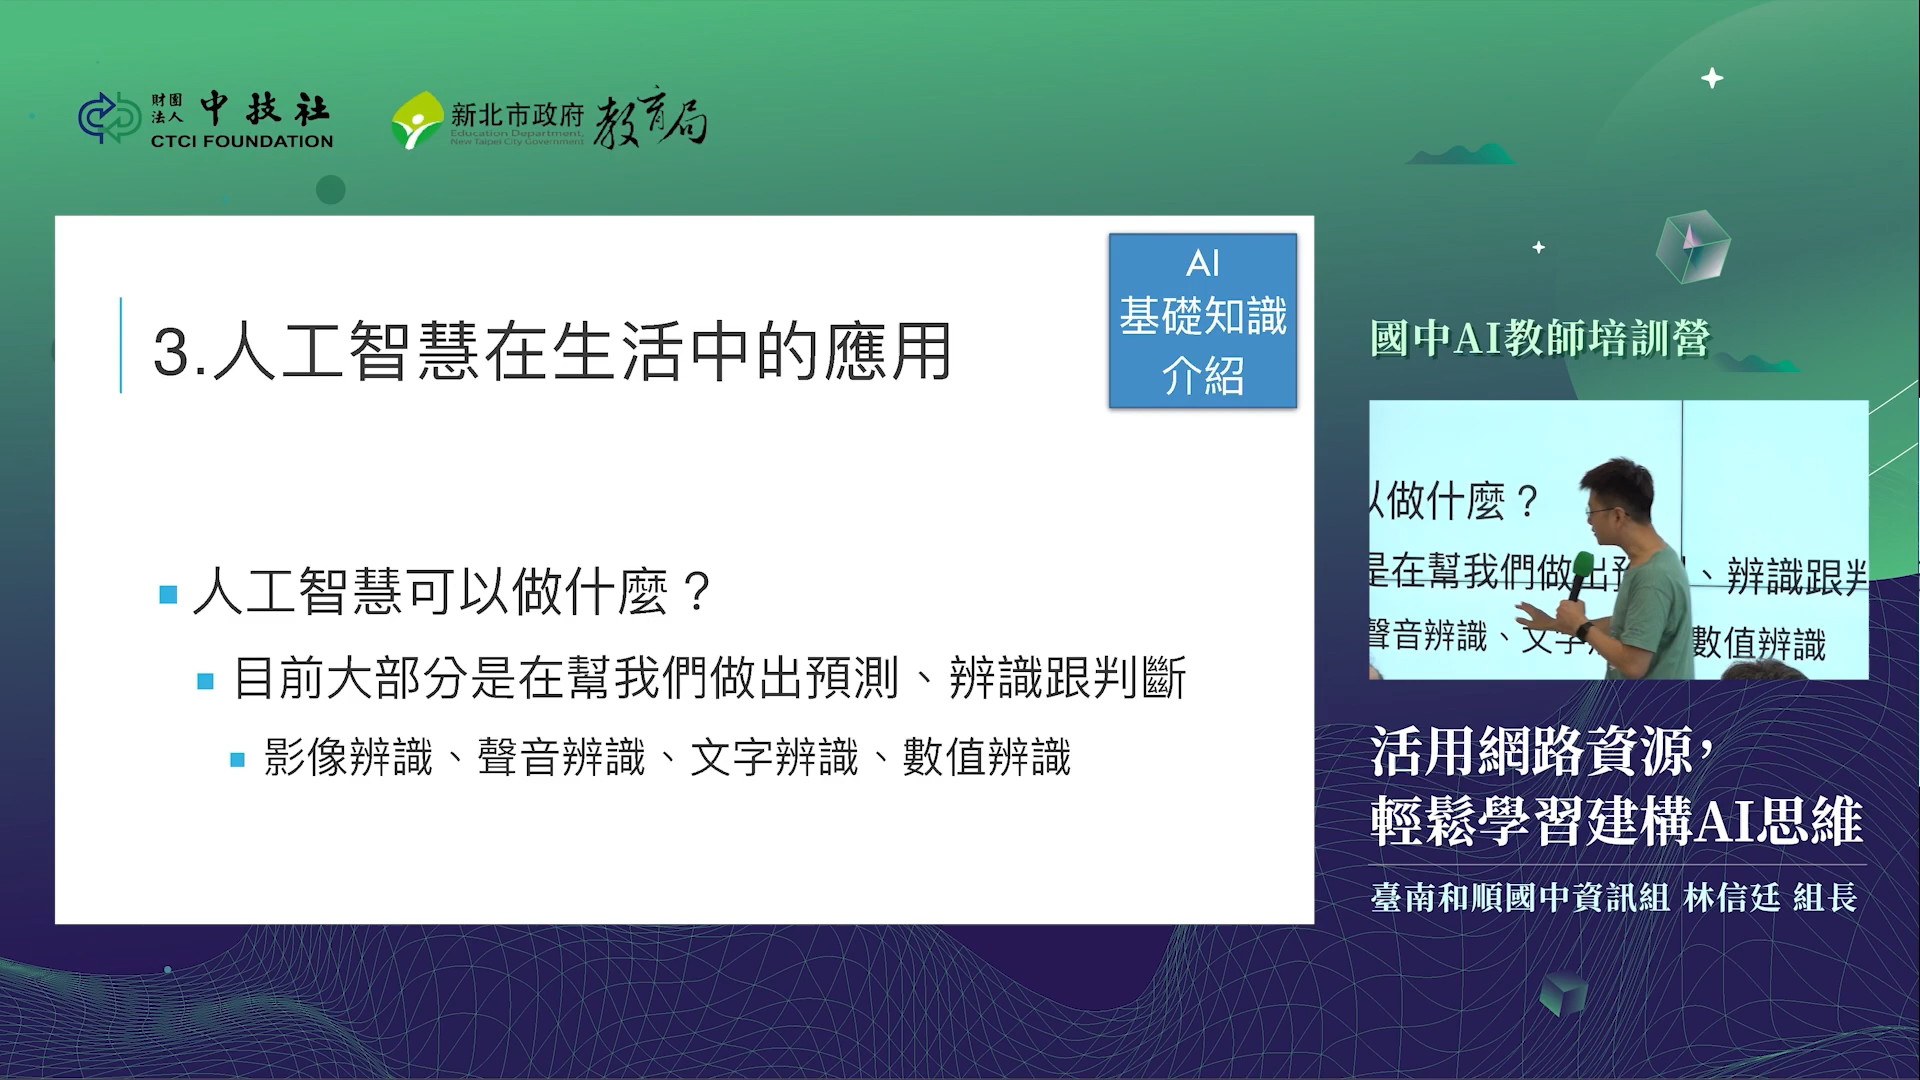 財團法人 中技社
CTCI FOUNDATION
新北市政府 教育局
Education Department,
New Taipei City Government
AI
基礎知識
介紹
3.人工智慧在生活中的應用
人工智慧可以做什麼？
目前大部分是在幫我們做出預測、辨識跟判斷
影像辨識、聲音辨識、文字辨識、數值辨識
國中AI教師培訓營
以做什麼？
是在幫我們做出預、辨識跟判
聲音辨識、文字 數值辨識
活用網路資源，
輕鬆學習建構AI思維
臺南和順國中資訊組 林信廷 組長